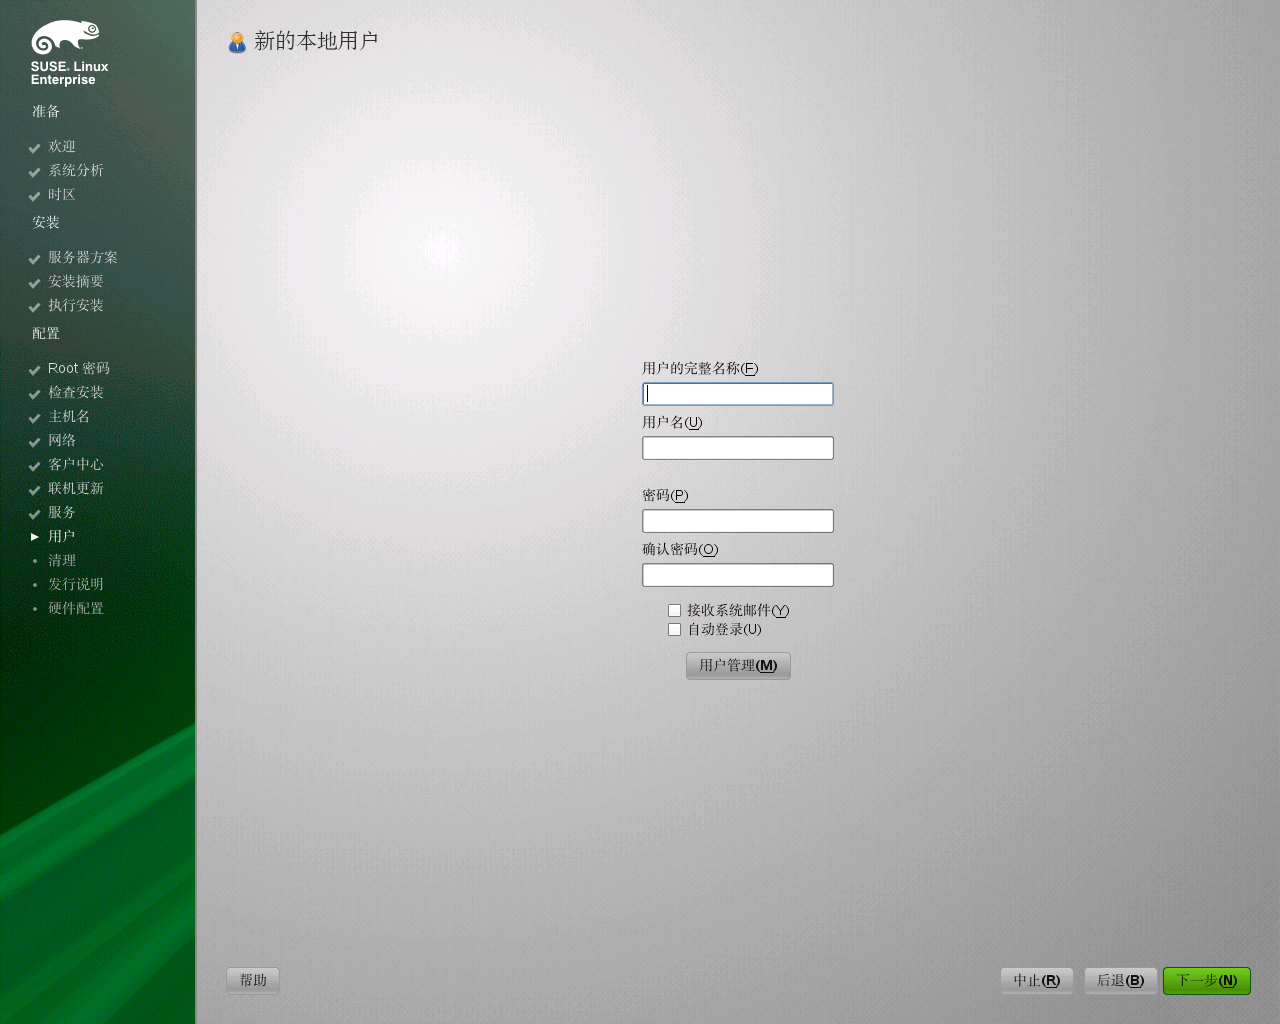 SUSE. Linux
Enterprise
准备
欢迎
系统分析
时区
安装
服务器方案
安装摘要
执行安装
配置
Root 密码
检查安装
主机名
网络
客户中心
联机更新
服务
用户
清理
发行说明
硬件配置
新的本地用户
用户的完整名称(F)
用户名(U)
密码(P)
确认密码(O)
接收系统邮件(Y)
自动登录(U)
用户管理(M)
帮助
中止(R)
后退(B)
下一步(N)